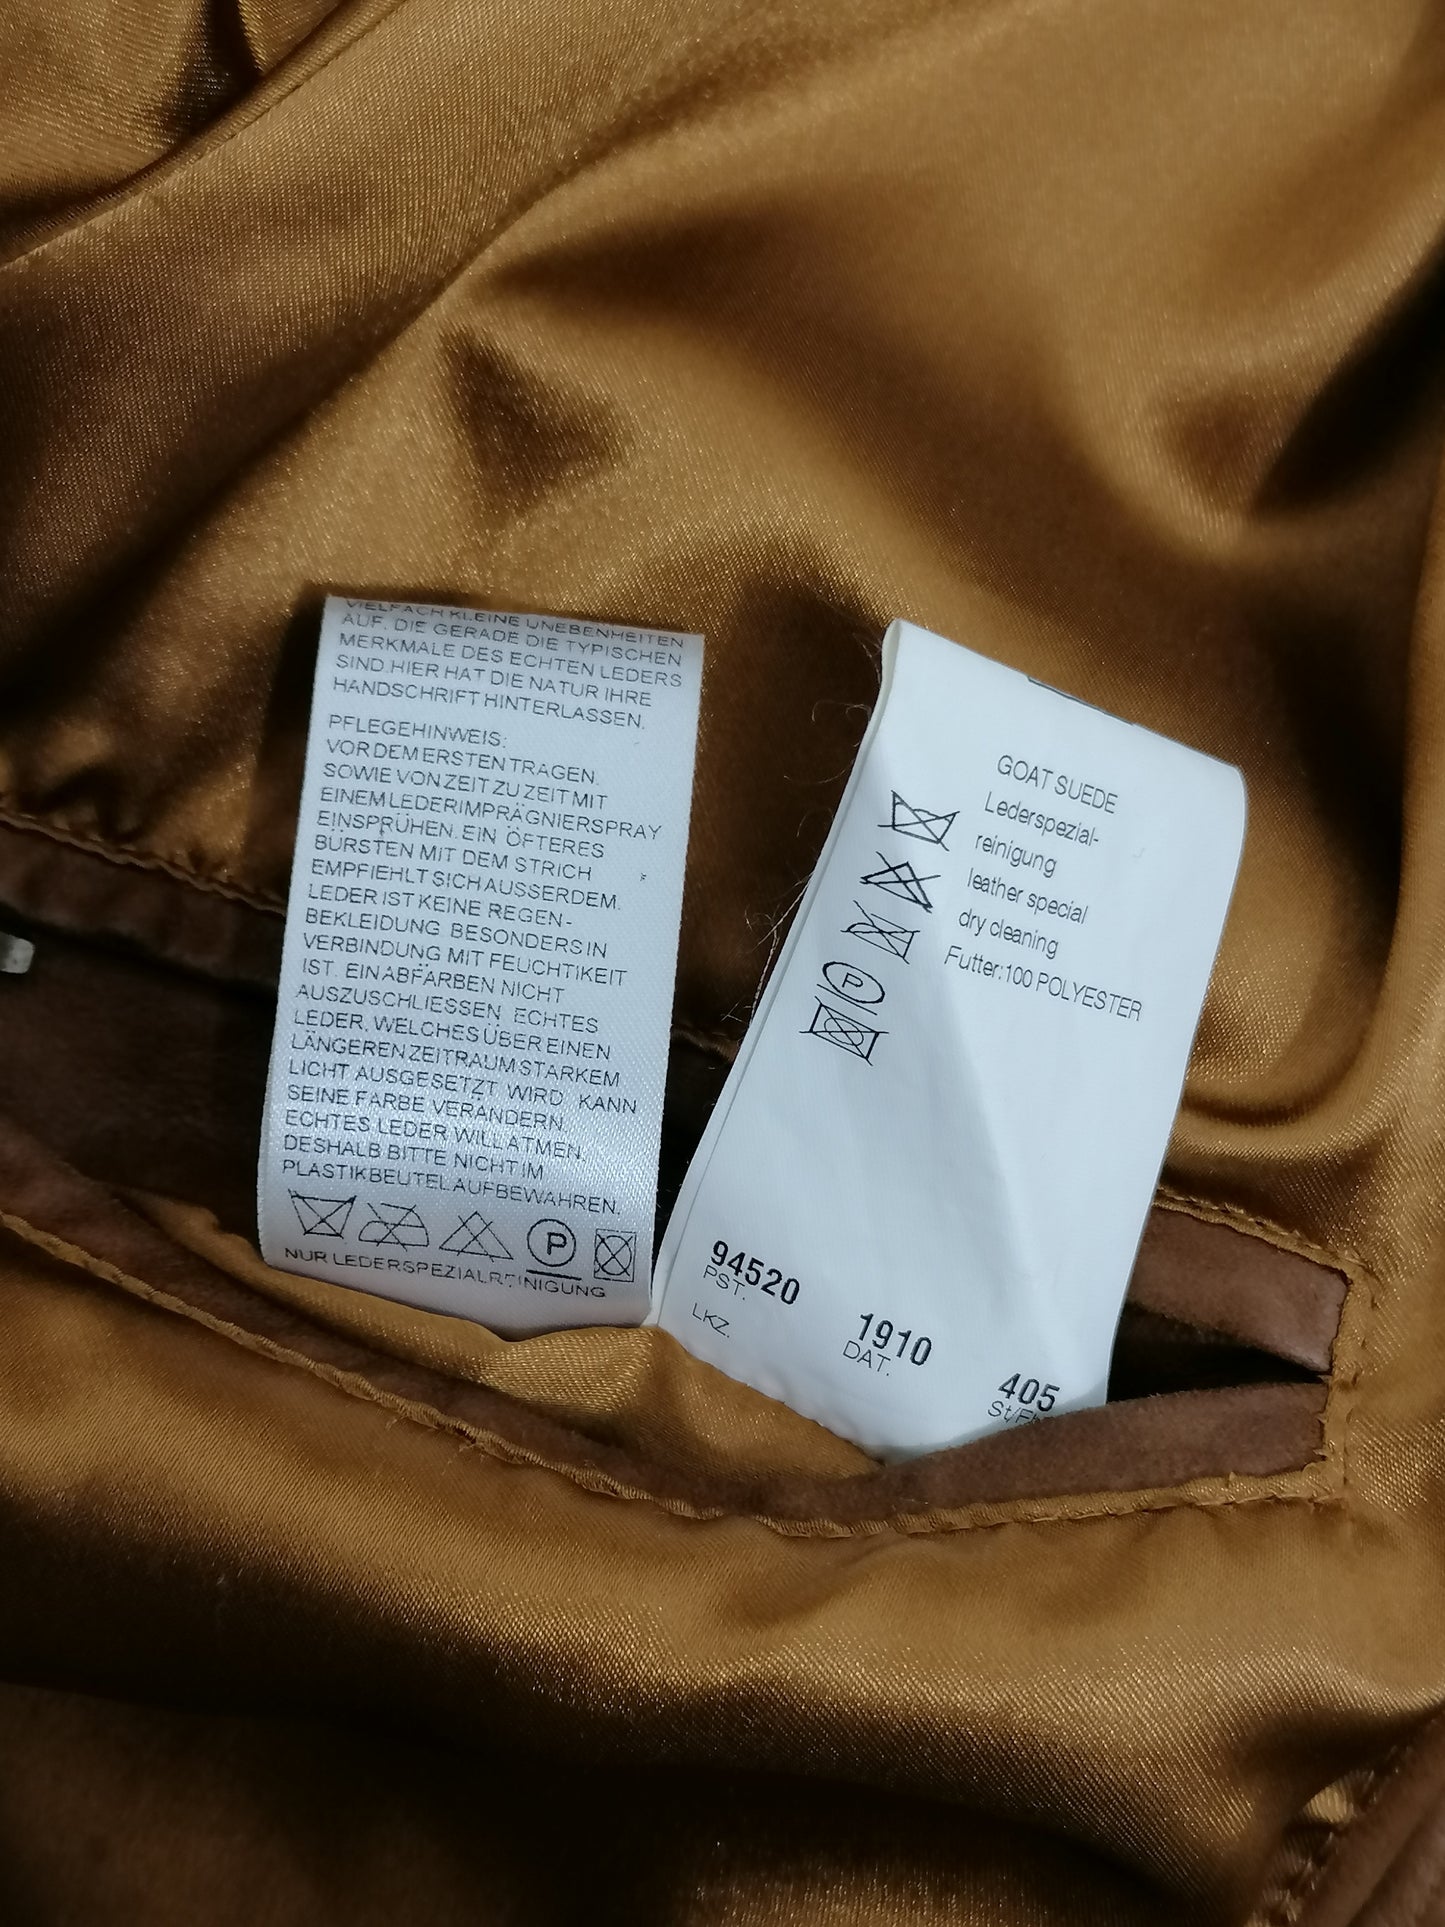 VIELFACH KLEINE UNEBENHEITEN
AUF, DIE GERADE DIE TYPISCHEN
MERKMALE DES ECHTEN LEDERS
SIND.HIER HAT DIE NATUR IHRE
HANDSCHRIFT HINTERLASSEN.
PFLEGEHINWEIS:
VOR DEM ERSTEN TRAGEN,
SOWIE VON ZEIT ZU ZEIT MIT
EINEM LEDERIMPRÄGNIERSPRAY
EINSPRÜHEN. EIN ÖFTERES
BÜRSTEN MIT DEM STRICH
EMPFIEHLT SICH AUSSERDEM.
LEDER IST KEINE REGEN-
BEKLEIDUNG BESONDERS IN
VERBINDUNG MIT FEUCHTIKEIT
IST EIN ABFÄRBEN NICHT
AUSZUSCHLIESSEN ECHTES
LEDER, WELCHES ÜBER EINEN
LÄNGEREN ZEITRAUM STARKEM
LICHT AUSGESETZT WIRD KANN
SEINE FARBE VERÄNDERN.
ECHTES LEDER WILL ATMEN.
DESHALB BITTE NICHT IM
PLASTIKBEUTEL AUFBEWAHREN.
P
NUR LEDERSPEZIALREINIGUNG
GOAT SUEDE
Lederspezial-
reinigung
leather special
dry cleaning
Futter:100 POLYESTER
P
94520
PST.
LKZ.
1910
DAT.
405